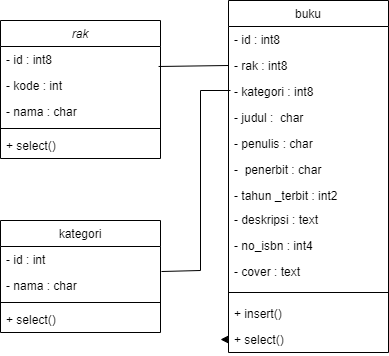 rak
- id : int8
- kode : int
- nama : char
+ select()
kategori
- id : int
- nama : char
+ select()
buku
- id : int8
- rak : int8
- kategori : int8
- judul :  char
- penulis : char
-  penerbit : char
- tahun _terbit : int2
- deskripsi : text
- no_isbn : int4
- cover : text
+ insert()
+ select()